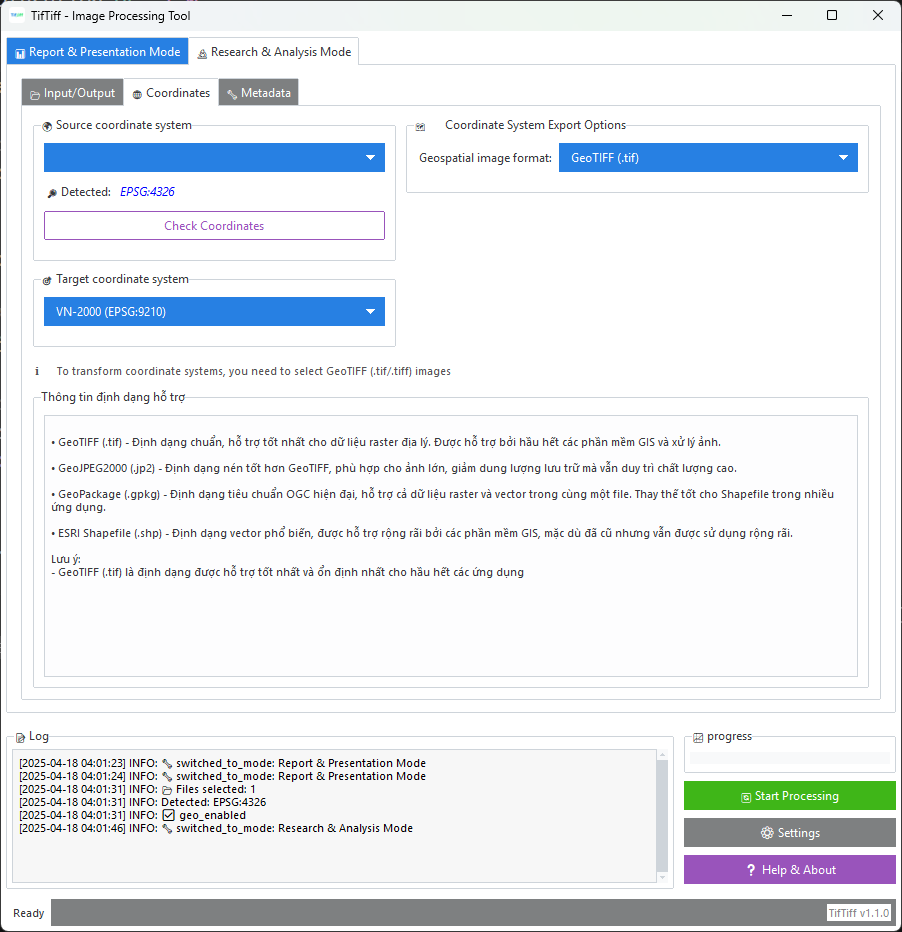 TifTiff - Image Processing Tool
Report & Presentation Mode
Research & Analysis Mode
Input/Output
Coordinates
Metadata
Source coordinate system
Detected: EPSG:4326
Check Coordinates
Coordinate System Export Options
Geospatial image format: GeoTIFF (.tif)
Target coordinate system
VN-2000 (EPSG:9210)
To transform coordinate systems, you need to select GeoTIFF (.tif/.tiff) images
Thông tin định dạng hỗ trợ
• GeoTIFF (.tif) - Định dạng chuẩn, hỗ trợ tốt nhất cho dữ liệu raster địa lý. Được hỗ trợ bởi hầu hết các phần mềm GIS và xử lý ảnh.
• GeoJPEG2000 (.jp2) - Định dạng nén tốt hơn GeoTIFF, phù hợp cho ảnh lớn, giảm dung lượng lưu trữ mà vẫn duy trì chất lượng cao.
• GeoPackage (.gpkg) - Định dạng tiêu chuẩn OGC hiện đại, hỗ trợ cả dữ liệu raster và vector trong cùng một file. Thay thế tốt cho Shapefile trong nhiều
ứng dụng.
• ESRI Shapefile (.shp) - Định dạng vector phổ biến, được hỗ trợ rộng rãi bởi các phần mềm GIS, mặc dù đã cũ nhưng vẫn được sử dụng rộng rãi.
Lưu ý:
- GeoTIFF (.tif) là định dạng được hỗ trợ tốt nhất và ổn định nhất cho hầu hết các ứng dụng
Log
[2025-04-18 04:01:23] INFO: switched_to_mode: Report & Presentation Mode
[2025-04-18 04:01:24] INFO: switched_to_mode: Report & Presentation Mode
[2025-04-18 04:01:31] INFO: Files selected: 1
[2025-04-18 04:01:31] INFO: Detected: EPSG:4326
[2025-04-18 04:01:31] INFO: geo_enabled
[2025-04-18 04:01:46] INFO: switched_to_mode: Research & Analysis Mode
progress
Start Processing
Settings
? Help & About
Ready
TifTiff v1.1.0